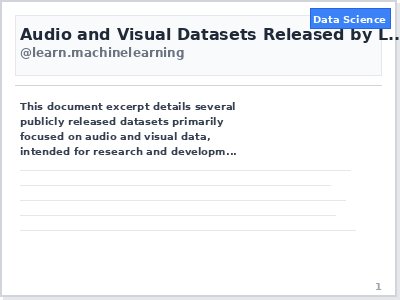 Data Science
Audio and Visual Datasets Released by L...
@learn.machinelearning
This document excerpt details several
publicly released datasets primarily
focused on audio and visual data,
intended for research and developm...
1